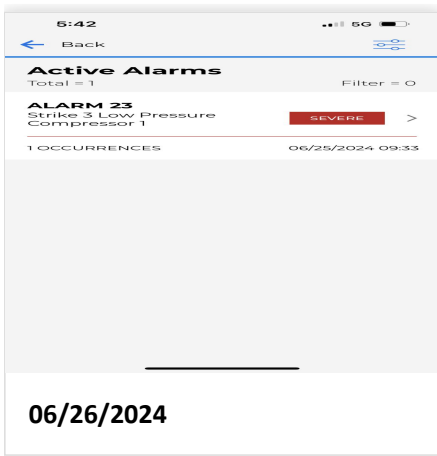 5:42
5G
Back
Active Alarms
Total = 1 Filter = 0
ALARM 23
Strike 3 Low Pressure
Compressor 1
SEVERE
1 OCCURRENCES 06/25/2024 09:33
06/26/2024